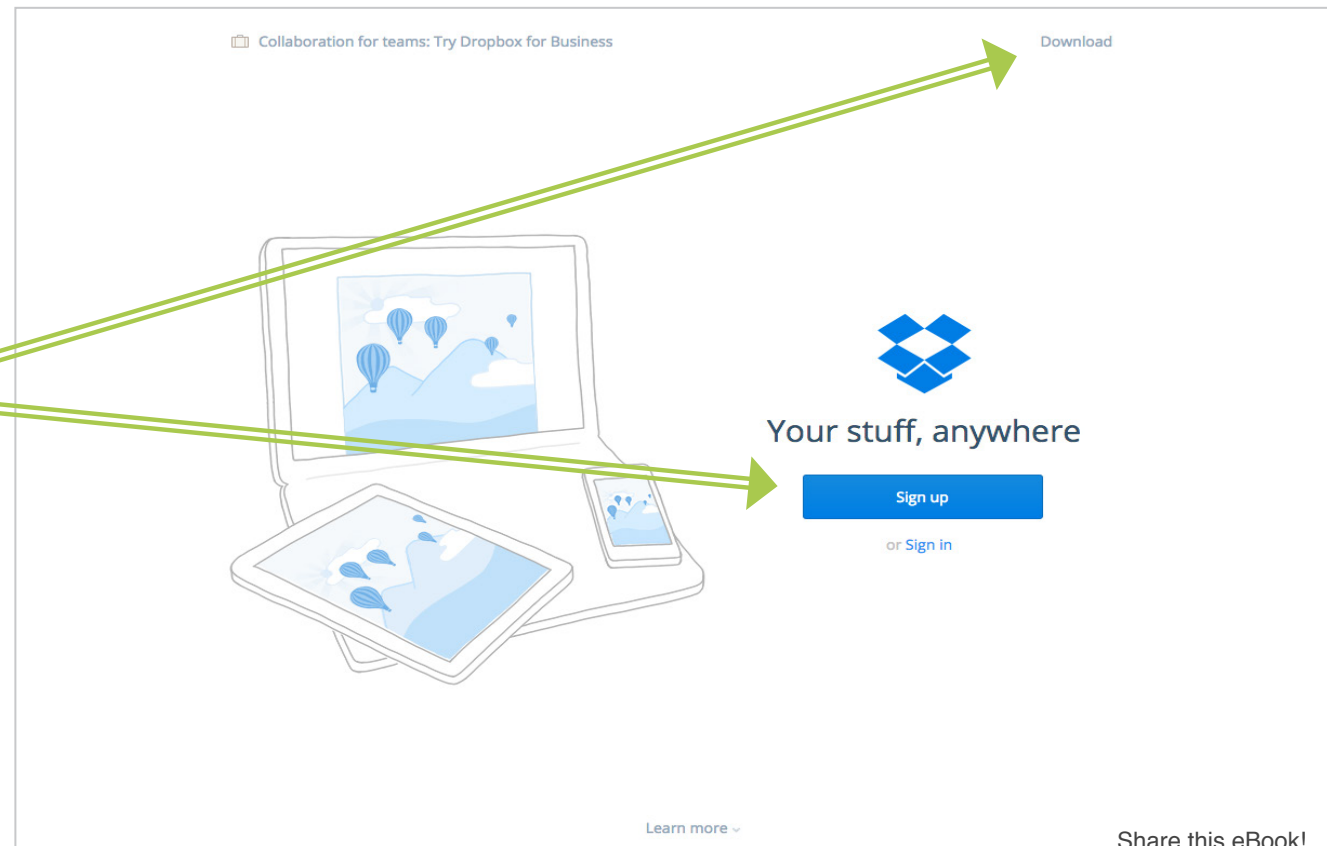 Collaboration for teams: Try Dropbox for Business
Download
Your stuff, anywhere
Sign up
or Sign in
Learn more
Share this eBook!